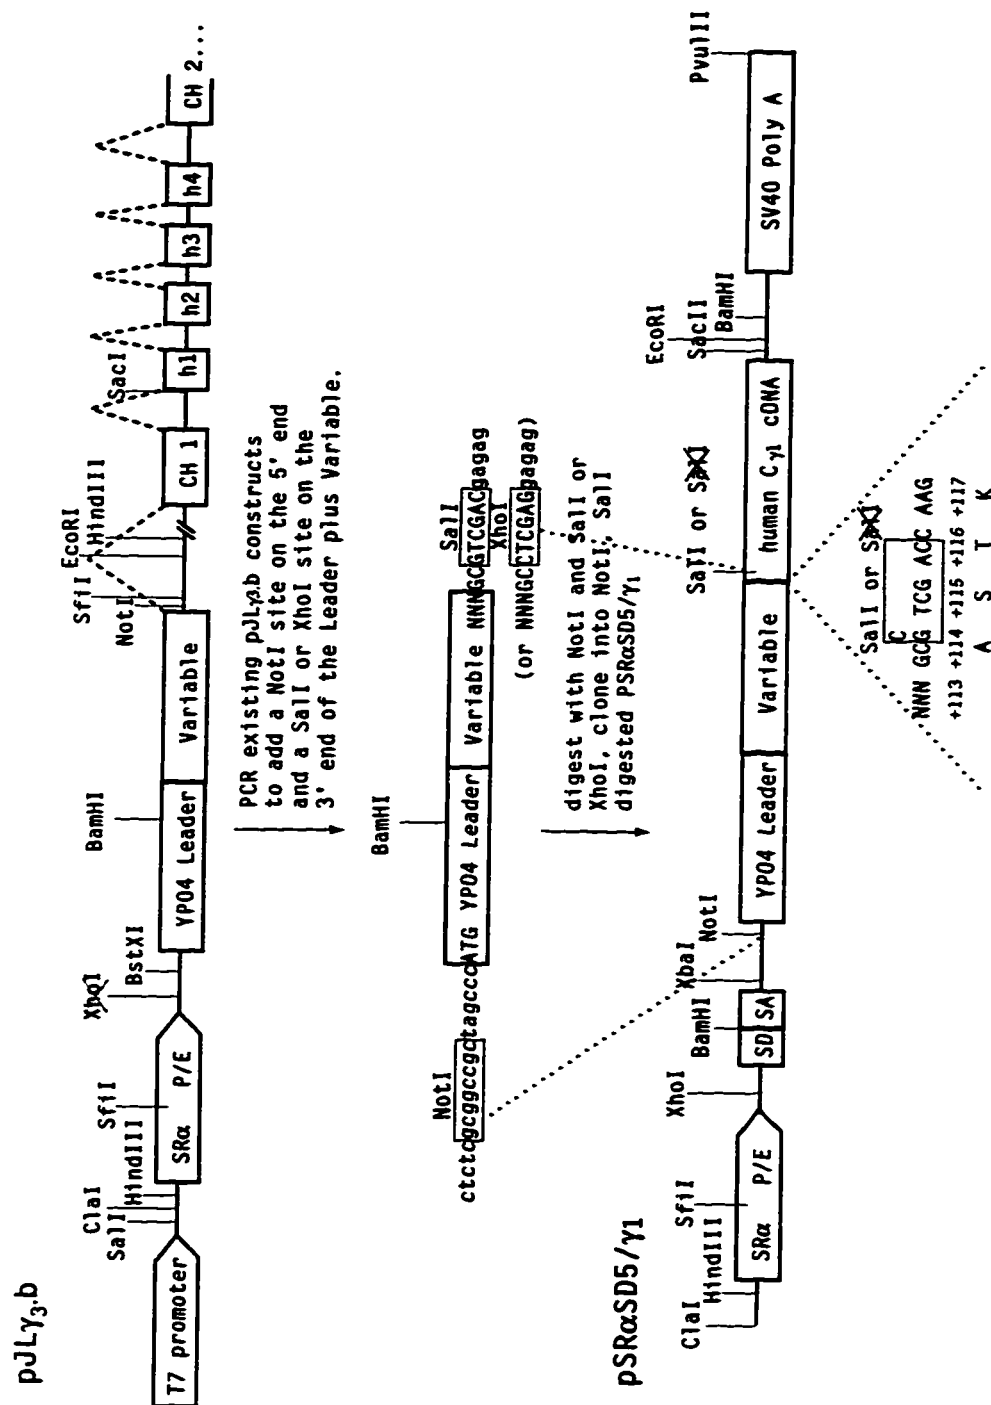 pJLγ3.b
T7 promoter
SalI
ClaI
HindIII
SfiI
SRα P/E
XhoI
BstXI
BamHI
YPO4 Leader
Variable
NotI
SfiI
EcoRI
HindIII
CH 1
SacI
h1
h2
h3
h4
CH 2...
PCR existing pJLγ3.b constructs
to add a NotI site on the 5' end
and a SalI or XhoI site on the
3' end of the Leader plus Variable.
BamHI
NotI
ctctcgcggccgctagcccATG YPO4 Leader
Variable NNNGCGTCGACgagag
SalI
XhoI
(or NNNGCCTCGAGgagag)
digest with NotI and SalI or
XhoI, clone into NotI, SalI
digested PSRαSD5/γ1
pSRαSD5/γ1
ClaI
HindIII
SfiI
SRα P/E
XhoI
BamHI
SD SA
XbaI
NotI
YPO4 Leader
Variable
SalI or
human Cγ1 cDNA
EcoRI
SacII
BamHI
SV40 Poly A
PvuIII
SalI or
C
NNN GCG TCG ACC AAG
+113 +114 +115 +116 +117
A S T K